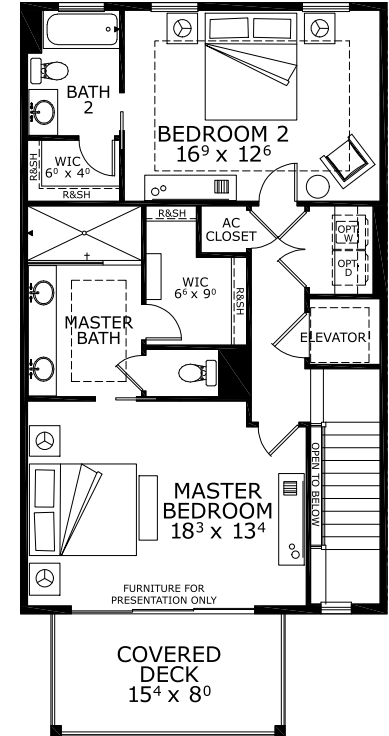 BATH
2
BEDROOM 2
16⁹ x 12⁶
WIC
6⁰ x 4⁰
R&SH
R&SH
R&SH
AC
CLOSET
OPT
W
OPT
D
WIC
6⁶ x 9⁰
R&SH
MASTER
BATH
ELEVATOR
OPEN TO BELOW
MASTER
BEDROOM
18³ x 13⁴
FURNITURE FOR
PRESENTATION ONLY
COVERED
DECK
15⁴ x 8⁰